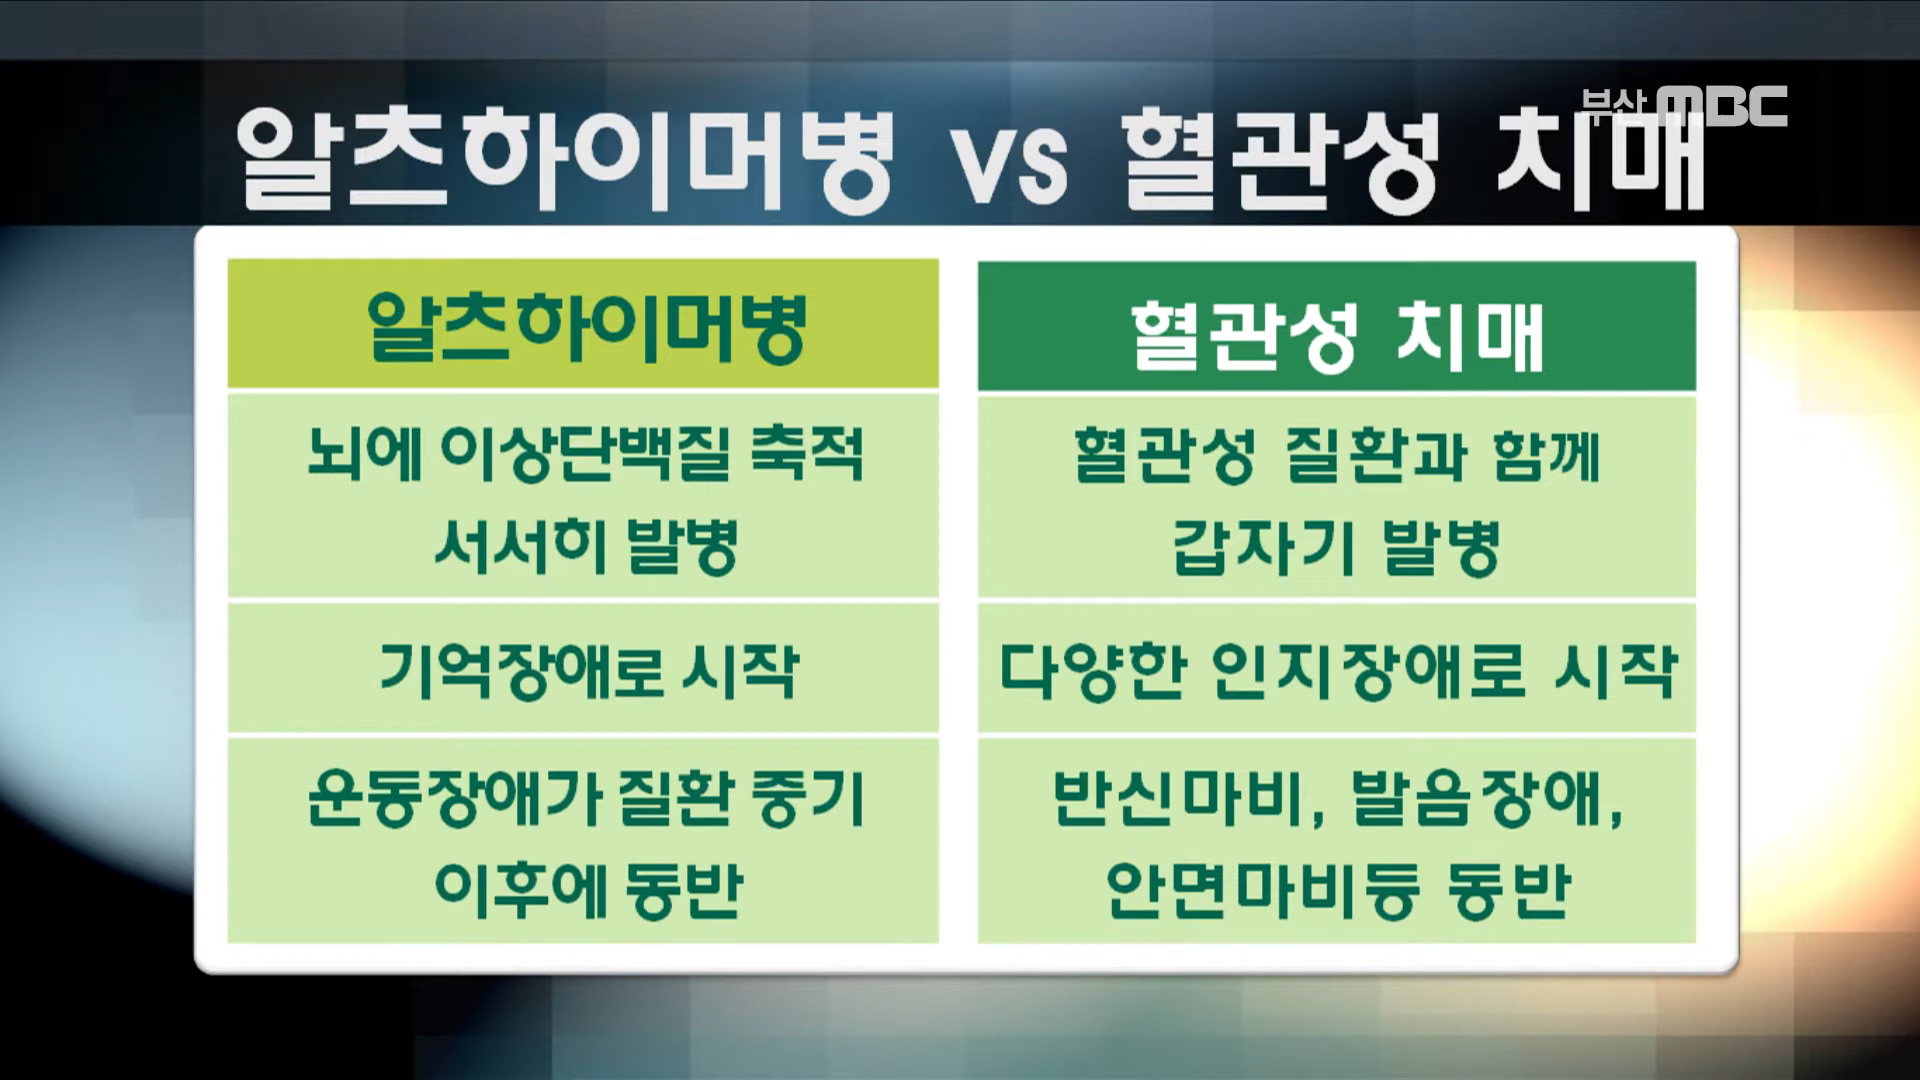 부산MBC
알츠하이머병 vs 혈관성 치매
알츠하이머병
뇌에 이상단백질 축적
서서히 발병
기억장애로 시작
운동장애가 질환 중기
이후에 동반
혈관성 치매
혈관성 질환과 함께
갑자기 발병
다양한 인지장애로 시작
반신마비, 발음장애,
안면마비등 동반